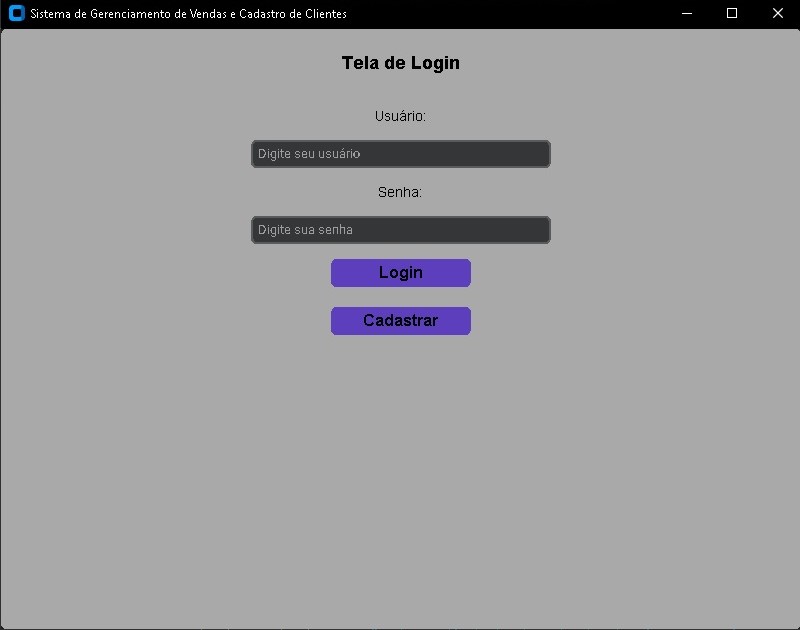 Sistema de Gerenciamento de Vendas e Cadastro de Clientes
Tela de Login
Usuário:
Digite seu usuário
Senha:
Digite sua senha
Login
Cadastrar